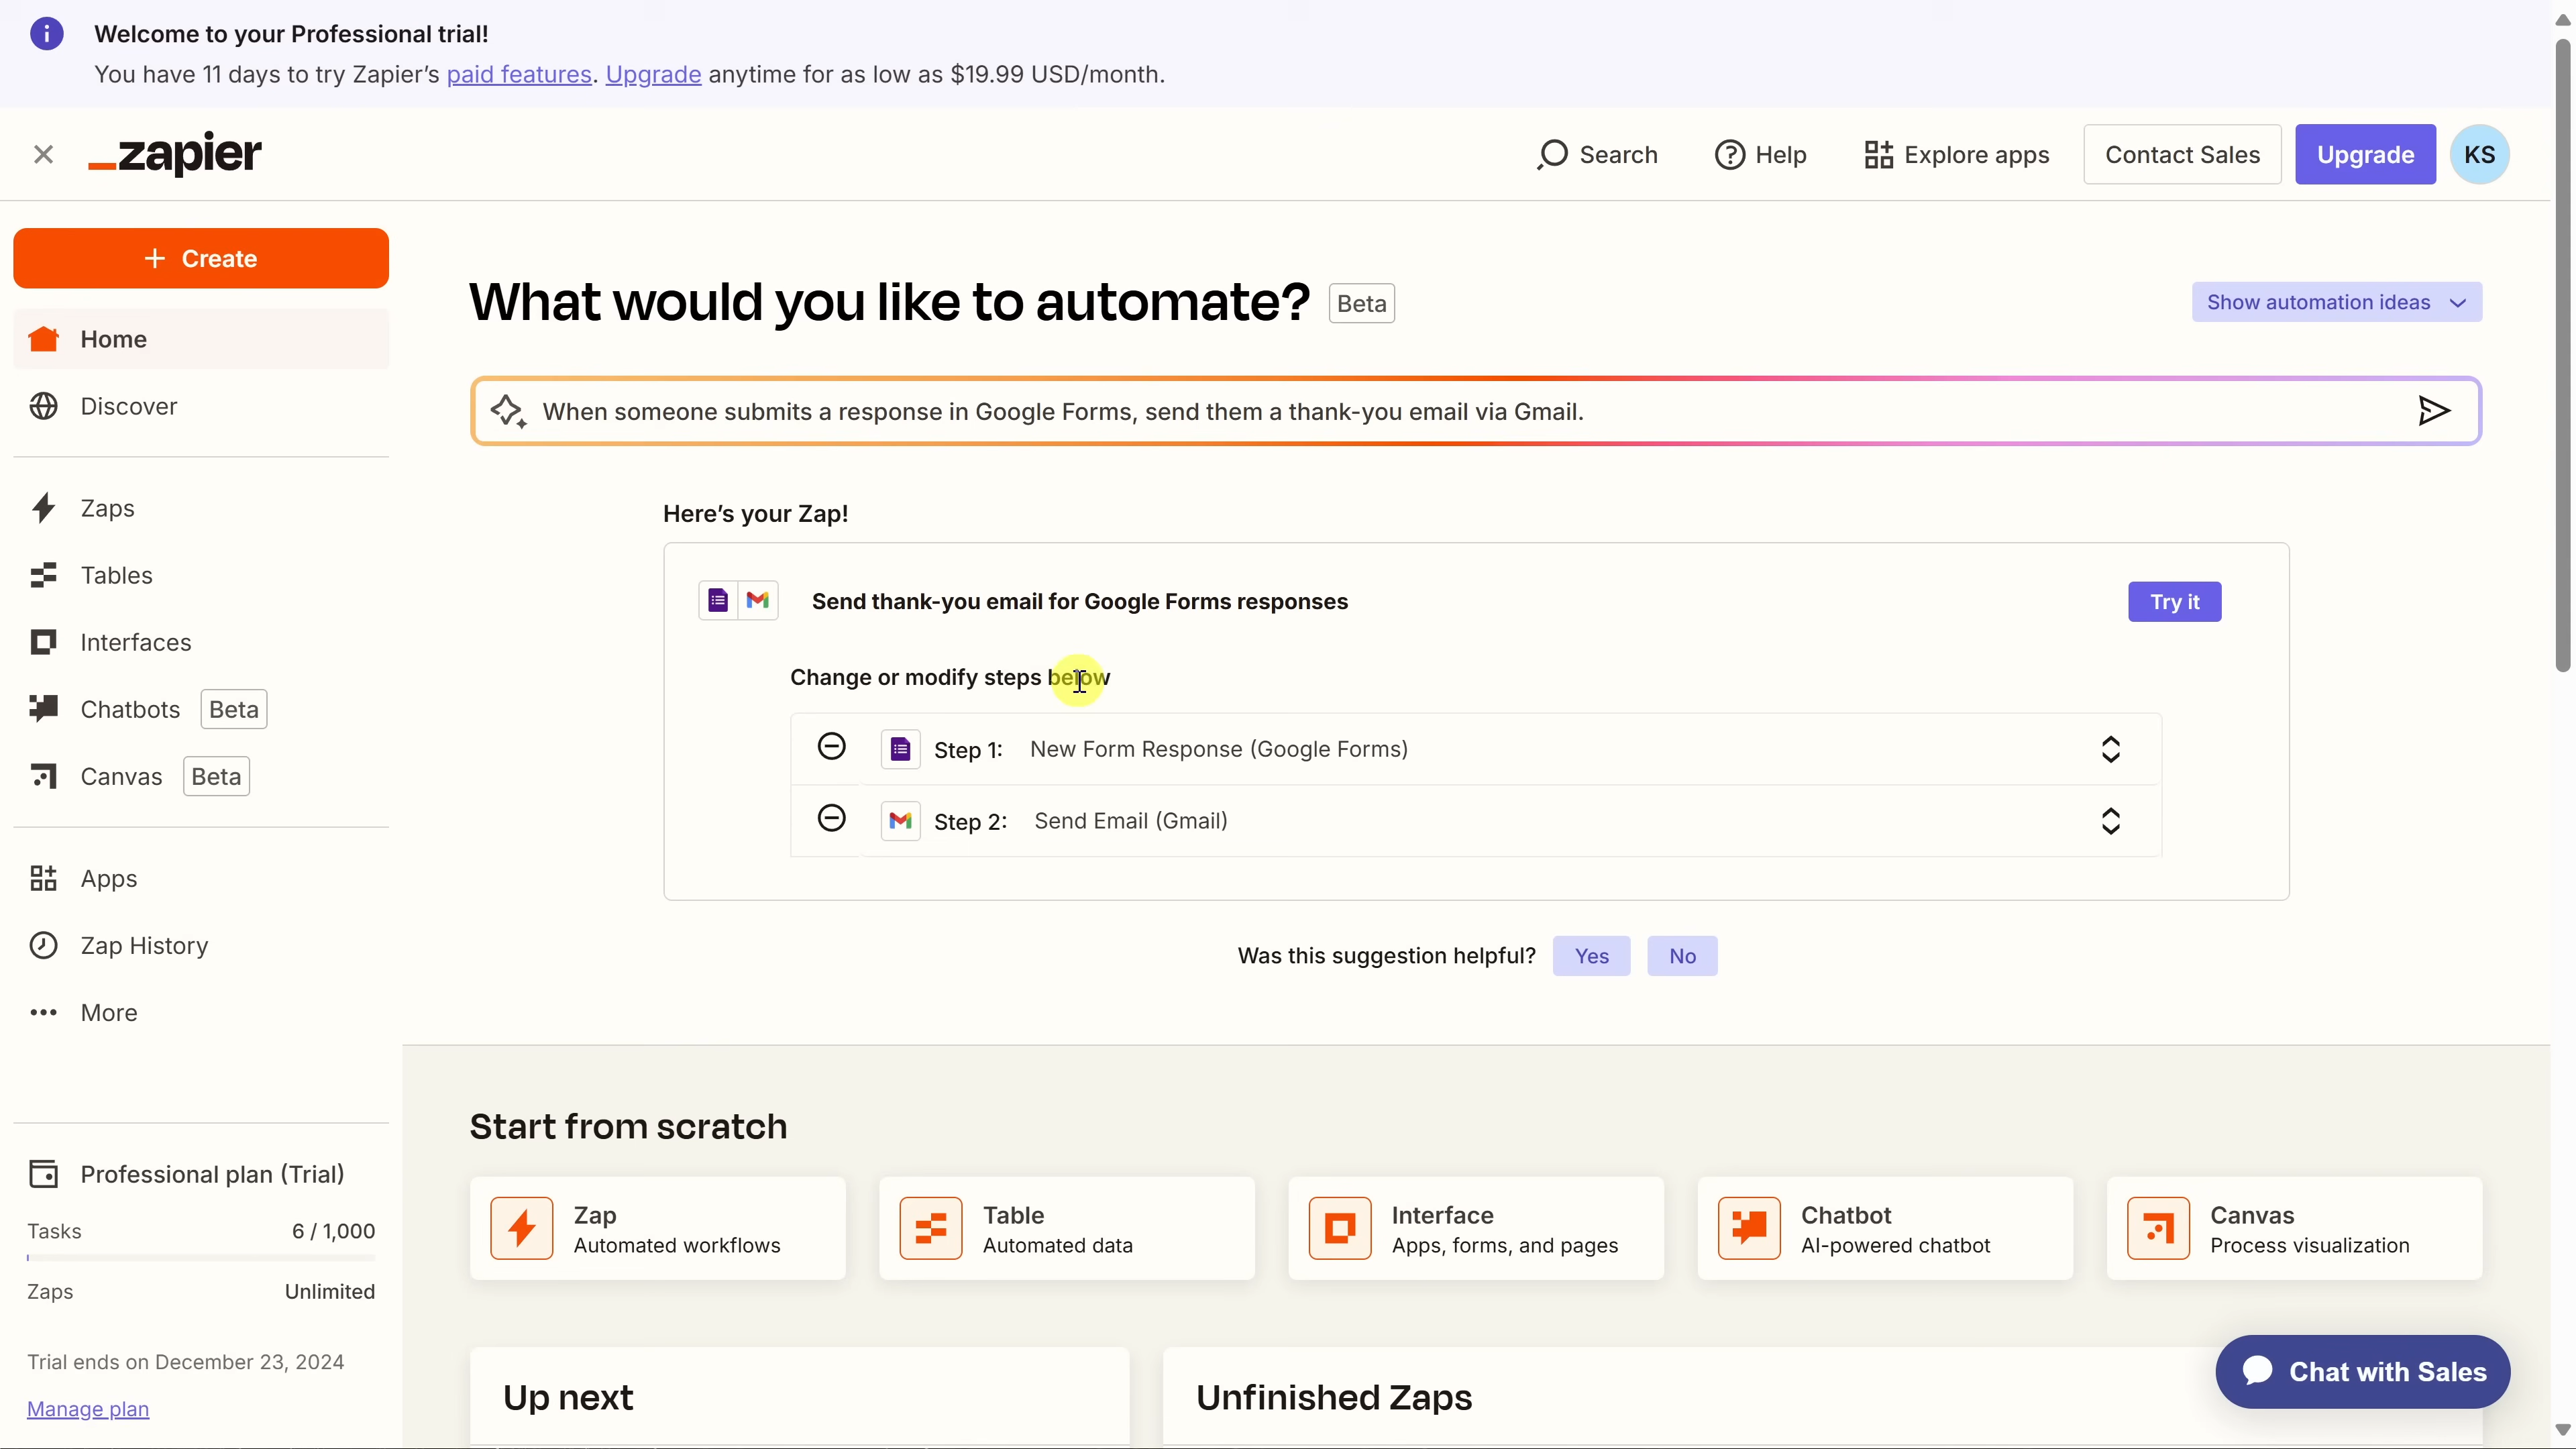 Welcome to your Professional trial!
You have 11 days to try Zapier’s paid features. Upgrade anytime for as low as $19.99 USD/month.
zapier
Search
Help
Explore apps
Contact Sales
Upgrade
KS
Create
Home
Discover
Zaps
Tables
Interfaces
Chatbots Beta
Canvas Beta
Apps
Zap History
More
Professional plan (Trial)
Tasks 6 / 1,000
Zaps Unlimited
Trial ends on December 23, 2024
Manage plan
What would you like to automate? Beta
Show automation ideas
When someone submits a response in Google Forms, send them a thank-you email via Gmail.
Here’s your Zap!
Send thank-you email for Google Forms responses
Try it
Change or modify steps below
Step 1: New Form Response (Google Forms)
Step 2: Send Email (Gmail)
Was this suggestion helpful? Yes No
Start from scratch
Zap
Automated workflows
Table
Automated data
Interface
Apps, forms, and pages
Chatbot
AI-powered chatbot
Canvas
Process visualization
Up next
Unfinished Zaps
Chat with Sales